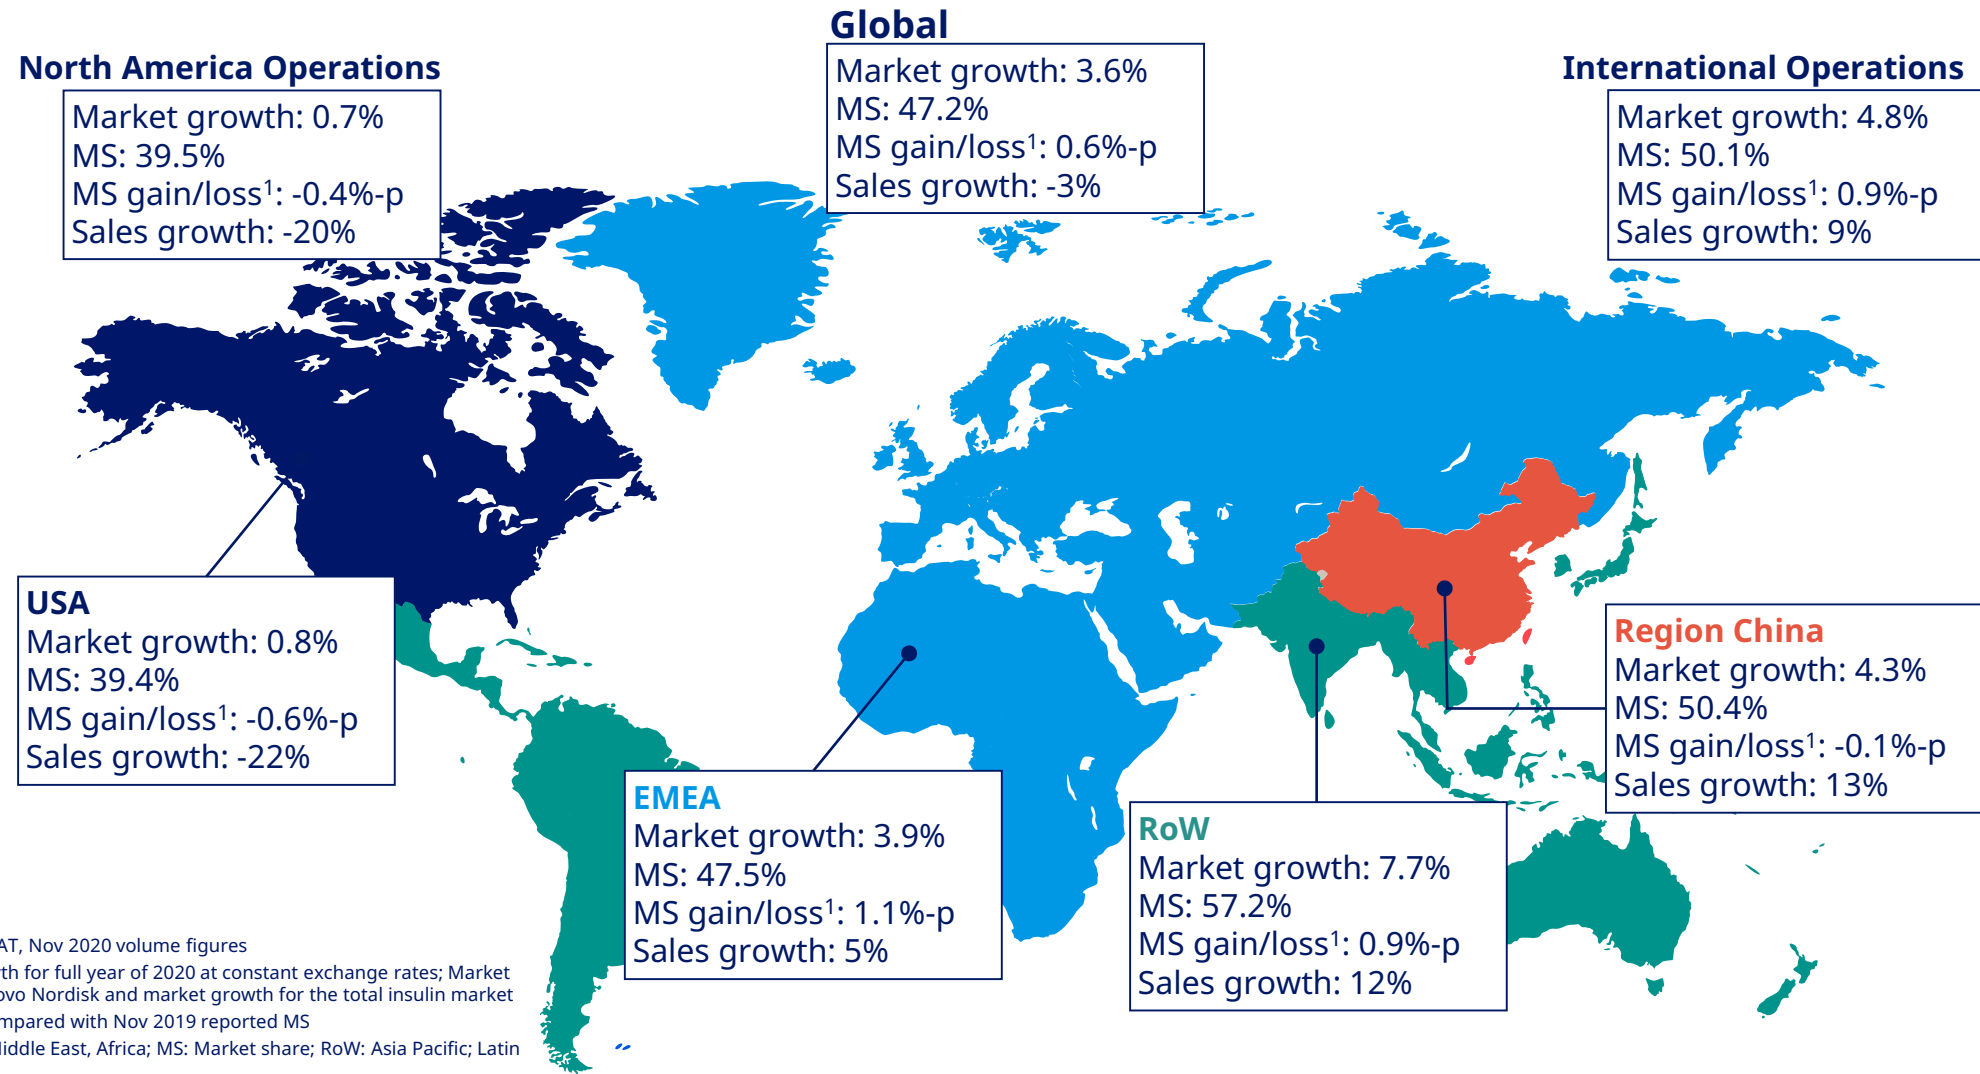 Global
Market growth: 3.6%
MS: 47.2%
MS gain/loss¹: 0.6%-p
Sales growth: -3%
North America Operations
Market growth: 0.7%
MS: 39.5%
MS gain/loss¹: -0.4%-p
Sales growth: -20%
International Operations
Market growth: 4.8%
MS: 50.1%
MS gain/loss¹: 0.9%-p
Sales growth: 9%
USA
Market growth: 0.8%
MS: 39.4%
MS gain/loss¹: -0.6%-p
Sales growth: -22%
EMEA
Market growth: 3.9%
MS: 47.5%
MS gain/loss¹: 1.1%-p
Sales growth: 5%
RoW
Market growth: 7.7%
MS: 57.2%
MS gain/loss¹: 0.9%-p
Sales growth: 12%
Region China
Market growth: 4.3%
MS: 50.4%
MS gain/loss¹: -0.1%-p
Sales growth: 13%
Nov 2020 volume figures
for full year of 2020 at constant exchange rates; Market
Nordisk and market growth for the total insulin market
with Nov 2019 reported MS
East, Africa; MS: Market share; RoW: Asia Pacific; Latin